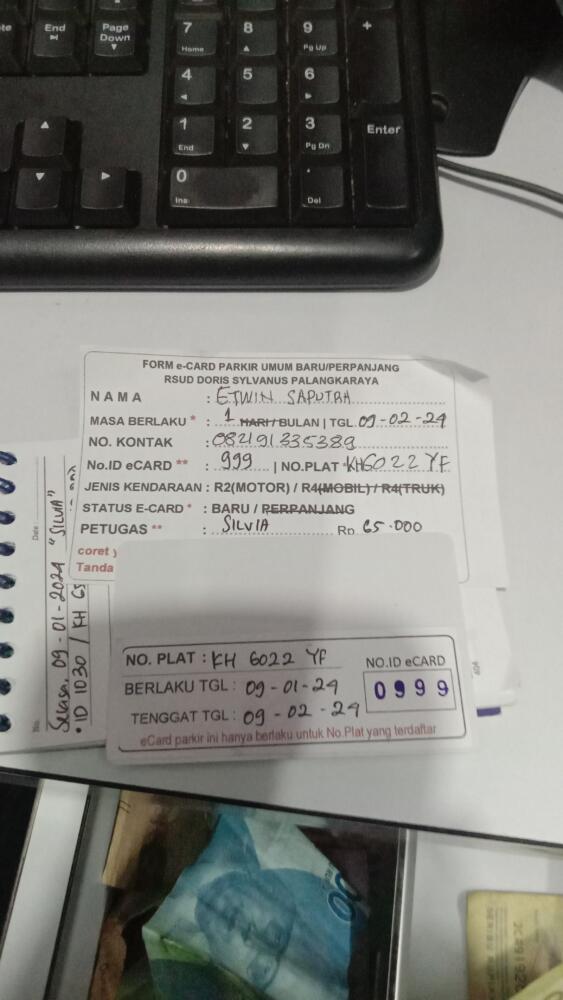 End
Page
Down
7
Home
8
9
Pg Up
+
4
5
6
1
End
2
3
Pg Dn
Enter
0
Ins
.
Del
FORM e-CARD PARKIR UMUM BARU/PERPANJANG
RSUD DORIS SYLVANUS PALANGKARAYA
NAMA : ETWIN SAPUTRA
MASA BERLAKU * : 1 HARI / BULAN | TGL. 09-02-24
NO. KONTAK : 082191335389
No.ID eCARD ** : 999 | NO.PLAT * KH6022 YF
JENIS KENDARAAN : R2(MOTOR) / R4(MOBIL) / R4(TRUK)
STATUS E-CARD * : BARU / PERPANJANG
PETUGAS ** : SILVIA Rp. 65.000
coret
Tanda
NO. PLAT : KH 6022 YF
NO.ID eCARD
0999
BERLAKU TGL : 09-01-24
TENGGAT TGL : 09-02-24
eCard parkir ini hanya berlaku untuk No.Plat yang terdaftar
Date
No.
Selasa, 09-01-2024 "SILVIA"
• ID 1030 / KH